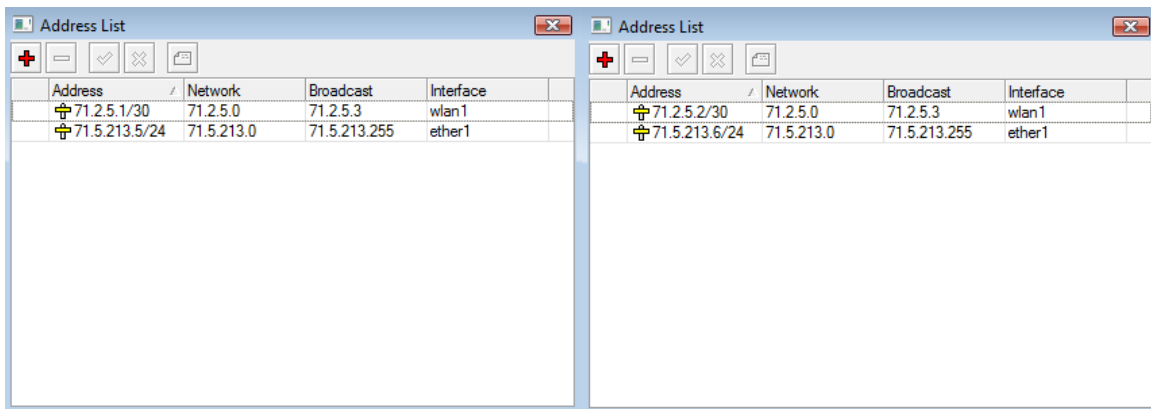 Address List
Address Network Broadcast Interface
71.2.5.1/30 71.2.5.0 71.2.5.3 wlan1
71.5.213.5/24 71.5.213.0 71.5.213.255 ether1
Address List
Address Network Broadcast Interface
71.2.5.2/30 71.2.5.0 71.2.5.3 wlan1
71.5.213.6/24 71.5.213.0 71.5.213.255 ether1